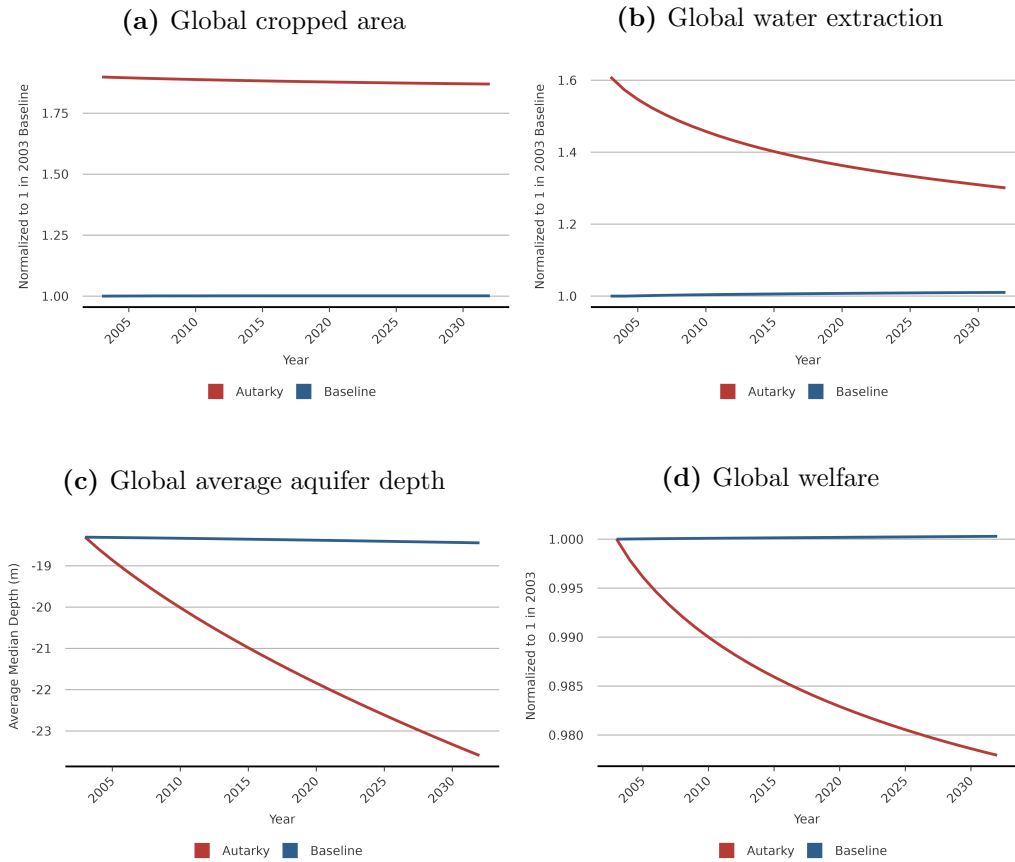 (a) Global cropped area
Normalized to 1 in 2003 Baseline
1.75
1.50
1.25
1.00
2005
2010
2015
2020
2025
2030
Year
Autarky
Baseline
(b) Global water extraction
Normalized to 1 in 2003 Baseline
1.6
1.4
1.2
1.0
2005
2010
2015
2020
2025
2030
Year
Autarky
Baseline
(c) Global average aquifer depth
Average Median Depth (m)
-19
-20
-21
-22
-23
2005
2010
2015
2020
2025
2030
Year
Autarky
Baseline
(d) Global welfare
Normalized to 1 in 2003
1.000
0.995
0.990
0.985
0.980
2005
2010
2015
2020
2025
2030
Year
Autarky
Baseline